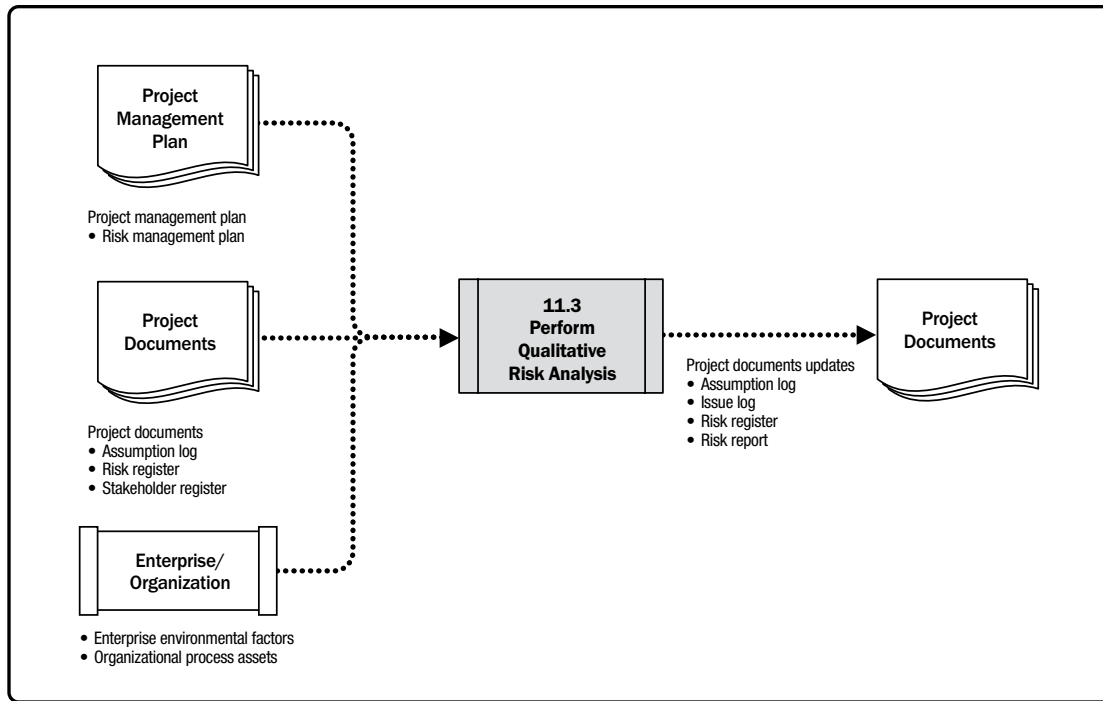 Project
Management
Plan
Project management plan
• Risk management plan
Project
Documents
Project documents
• Assumption log
• Risk register
• Stakeholder register
Enterprise/
Organization
• Enterprise environmental factors
• Organizational process assets
11.3
Perform
Qualitative
Risk Analysis
Project documents updates
• Assumption log
• Issue log
• Risk register
• Risk report
Project
Documents